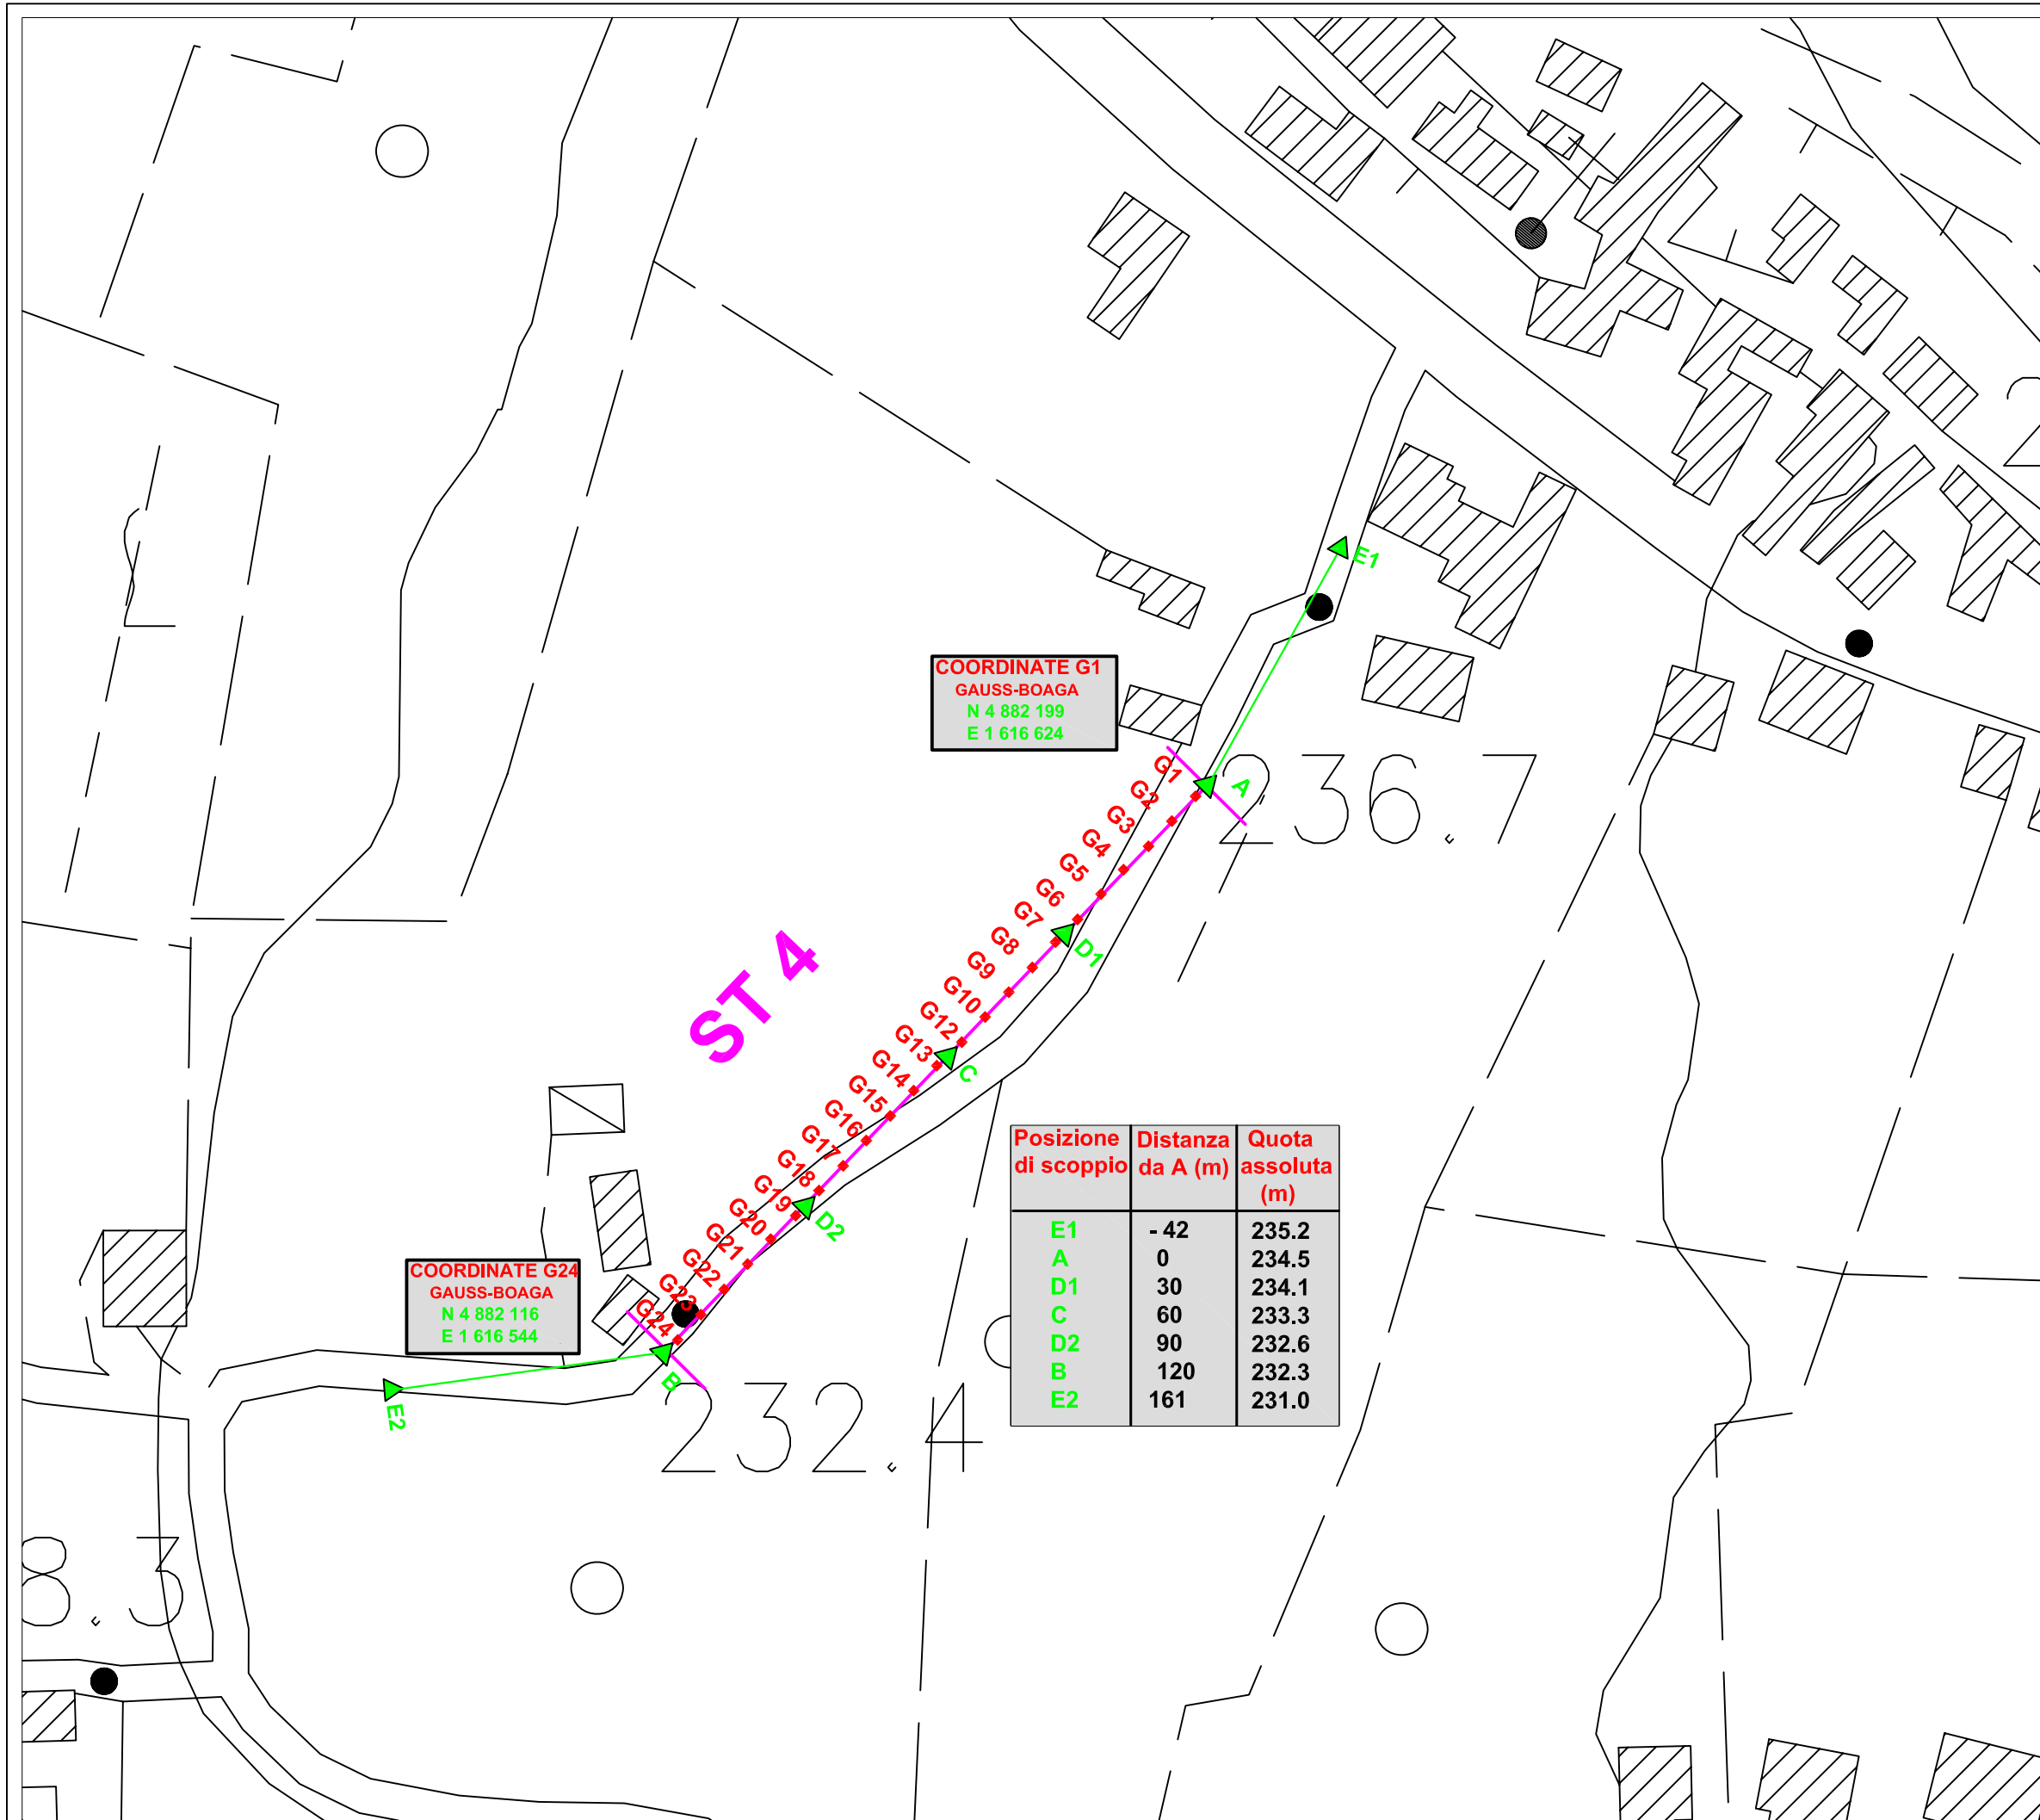 E1
COORDINATE G1
GAUSS-BOAGA
N 4 882 199
E 1 616 624
236.7
A
G1
G2
G3
G4
G5
G6
G7
D1
G8
G9
G10
G12
C
G13
G14
G15
G16
G17
G18
G19
D2
G20
G21
G22
G23
G24
B
E2
ST 4
COORDINATE G24
GAUSS-BOAGA
N 4 882 116
E 1 616 544
232.4
8.3
Posizione di scoppio Distanza da A (m) Quota assoluta (m)
E1 - 42 235.2
A 0 234.5
D1 30 234.1
C 60 233.3
D2 90 232.6
B 120 232.3
E2 161 231.0